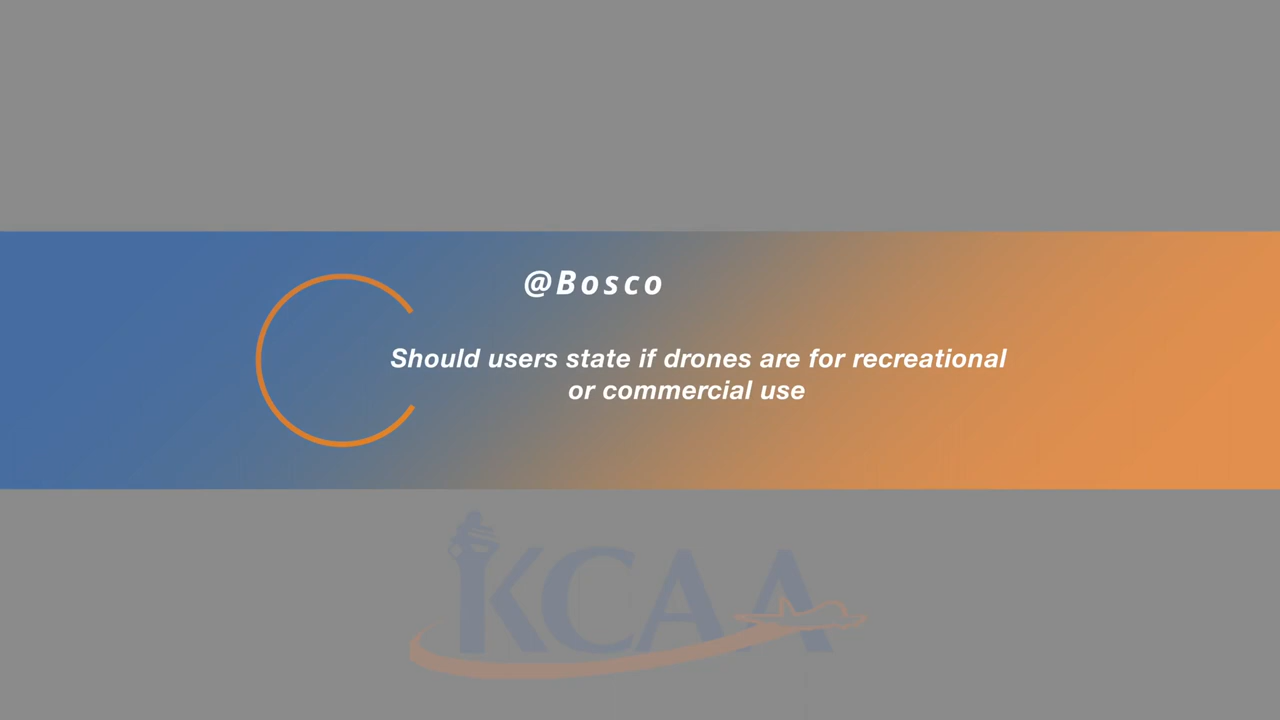 @Bosco
Should users state if drones are for recreational
or commercial use
KCAA